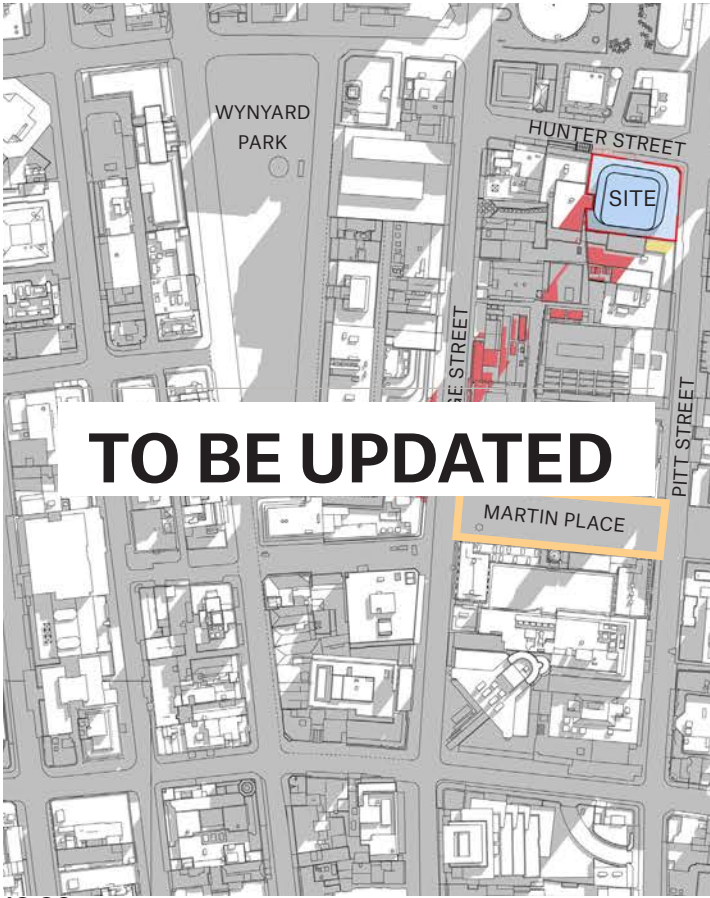 WYNYARD
PARK
HUNTER STREET
SITE
GE STREET
PITT STREET
TO BE UPDATED
MARTIN PLACE